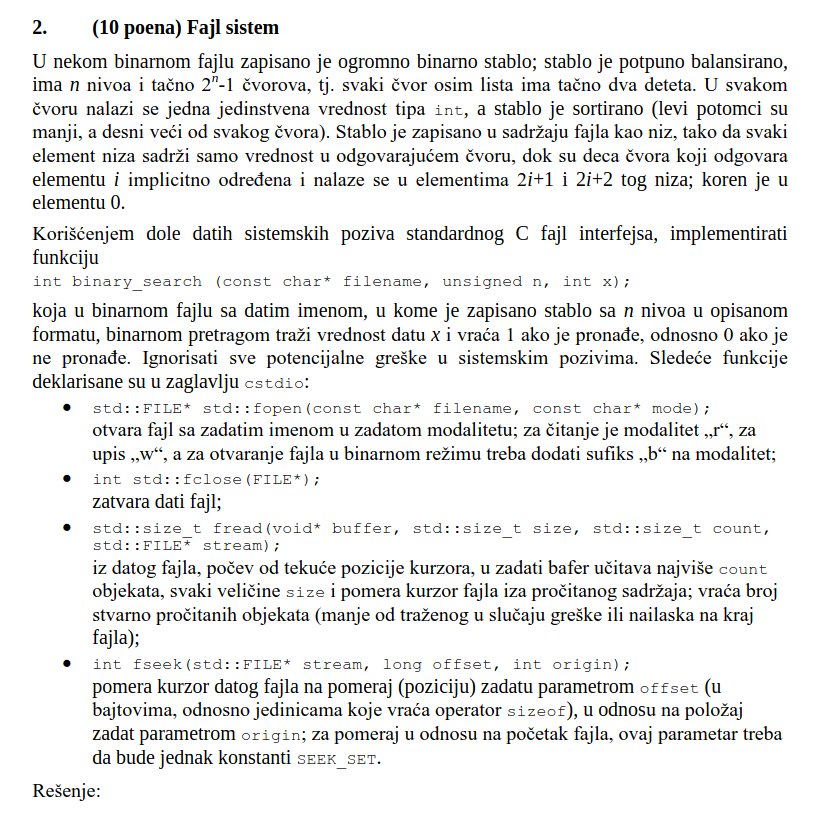 2. (10 poena) Fajl sistem
U nekom binarnom fajlu zapisano je ogromno binarno stablo; stablo je potpuno balansirano,
ima n nivoa i tačno 2ⁿ-1 čvorova, tj. svaki čvor osim lista ima tačno dva deteta. U svakom
čvoru nalazi se jedna jedinstvena vrednost tipa int, a stablo je sortirano (levi potomci su
manji, a desni veći od svakog čvora). Stablo je zapisano u sadržaju fajla kao niz, tako da svaki
element niza sadrži samo vrednost u odgovarajućem čvoru, dok su deca čvora koji odgovara
elementu i implicitno određena i nalaze se u elementima 2i+1 i 2i+2 tog niza; koren je u
elementu 0.
Korišćenjem dole datih sistemskih poziva standardnog C fajl interfejsa, implementirati
funkciju
int binary_search (const char* filename, unsigned n, int x);
koja u binarnom fajlu sa datim imenom, u kome je zapisano stablo sa n nivoa u opisanom
formatu, binarnom pretragom traži vrednost datu x i vraća 1 ako je pronađe, odnosno 0 ako je
ne pronađe. Ignorisati sve potencijalne greške u sistemskim pozivima. Sledeće funkcije
deklarisane su u zaglavlju cstdio:
• std::FILE* std::fopen(const char* filename, const char* mode);
otvara fajl sa zadatim imenom u zadatom modalitetu; za čitanje je modalitet „r“, za
upis „w“, a za otvaranje fajla u binarnom režimu treba dodati sufiks „b“ na modalitet;
• int std::fclose(FILE*);
zatvara dati fajl;
• std::size_t fread(void* buffer, std::size_t size, std::size_t count,
std::FILE* stream);
iz datog fajla, počev od tekuće pozicije kurzora, u zadati bafer učitava najviše count
objekata, svaki veličine size i pomera kurzor fajla iza pročitanog sadržaja; vraća broj
stvarno pročitanih objekata (manje od traženog u slučaju greške ili nailaska na kraj
fajla);
• int fseek(std::FILE* stream, long offset, int origin);
pomera kurzor datog fajla na pomeraj (poziciju) zadatu parametrom offset (u
bajtovima, odnosno jedinicama koje vraća operator sizeof), u odnosu na položaj
zadat parametrom origin; za pomeraj u odnosu na početak fajla, ovaj parametar treba
da bude jednak konstanti SEEK_SET.
Rešenje: